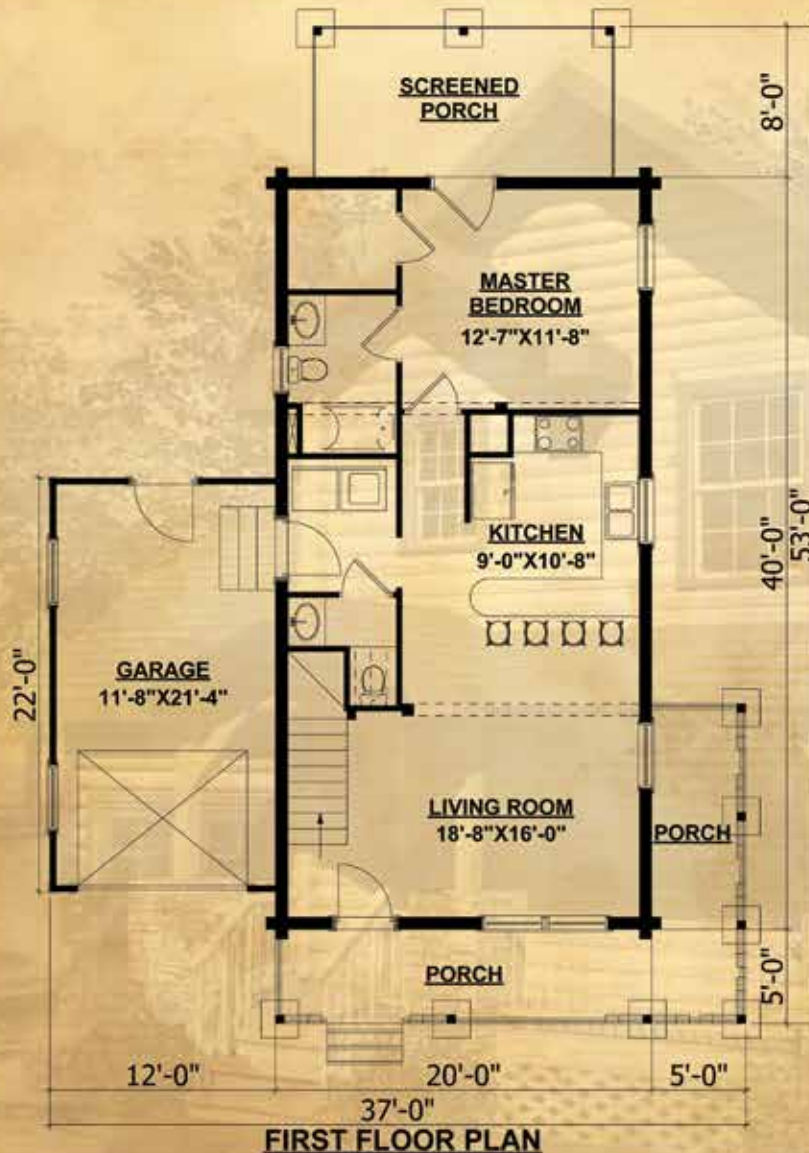 SCREENED
PORCH
8'-0"
MASTER
BEDROOM
12'-7"X11'-8"
KITCHEN
9'-0"X10'-8"
40'-0"
53'-0"
GARAGE
11'-8"X21'-4"
22'-0"
LIVING ROOM
18'-8"X16'-0"
PORCH
PORCH
5'-0"
12'-0"
20'-0"
5'-0"
37'-0"
FIRST FLOOR PLAN